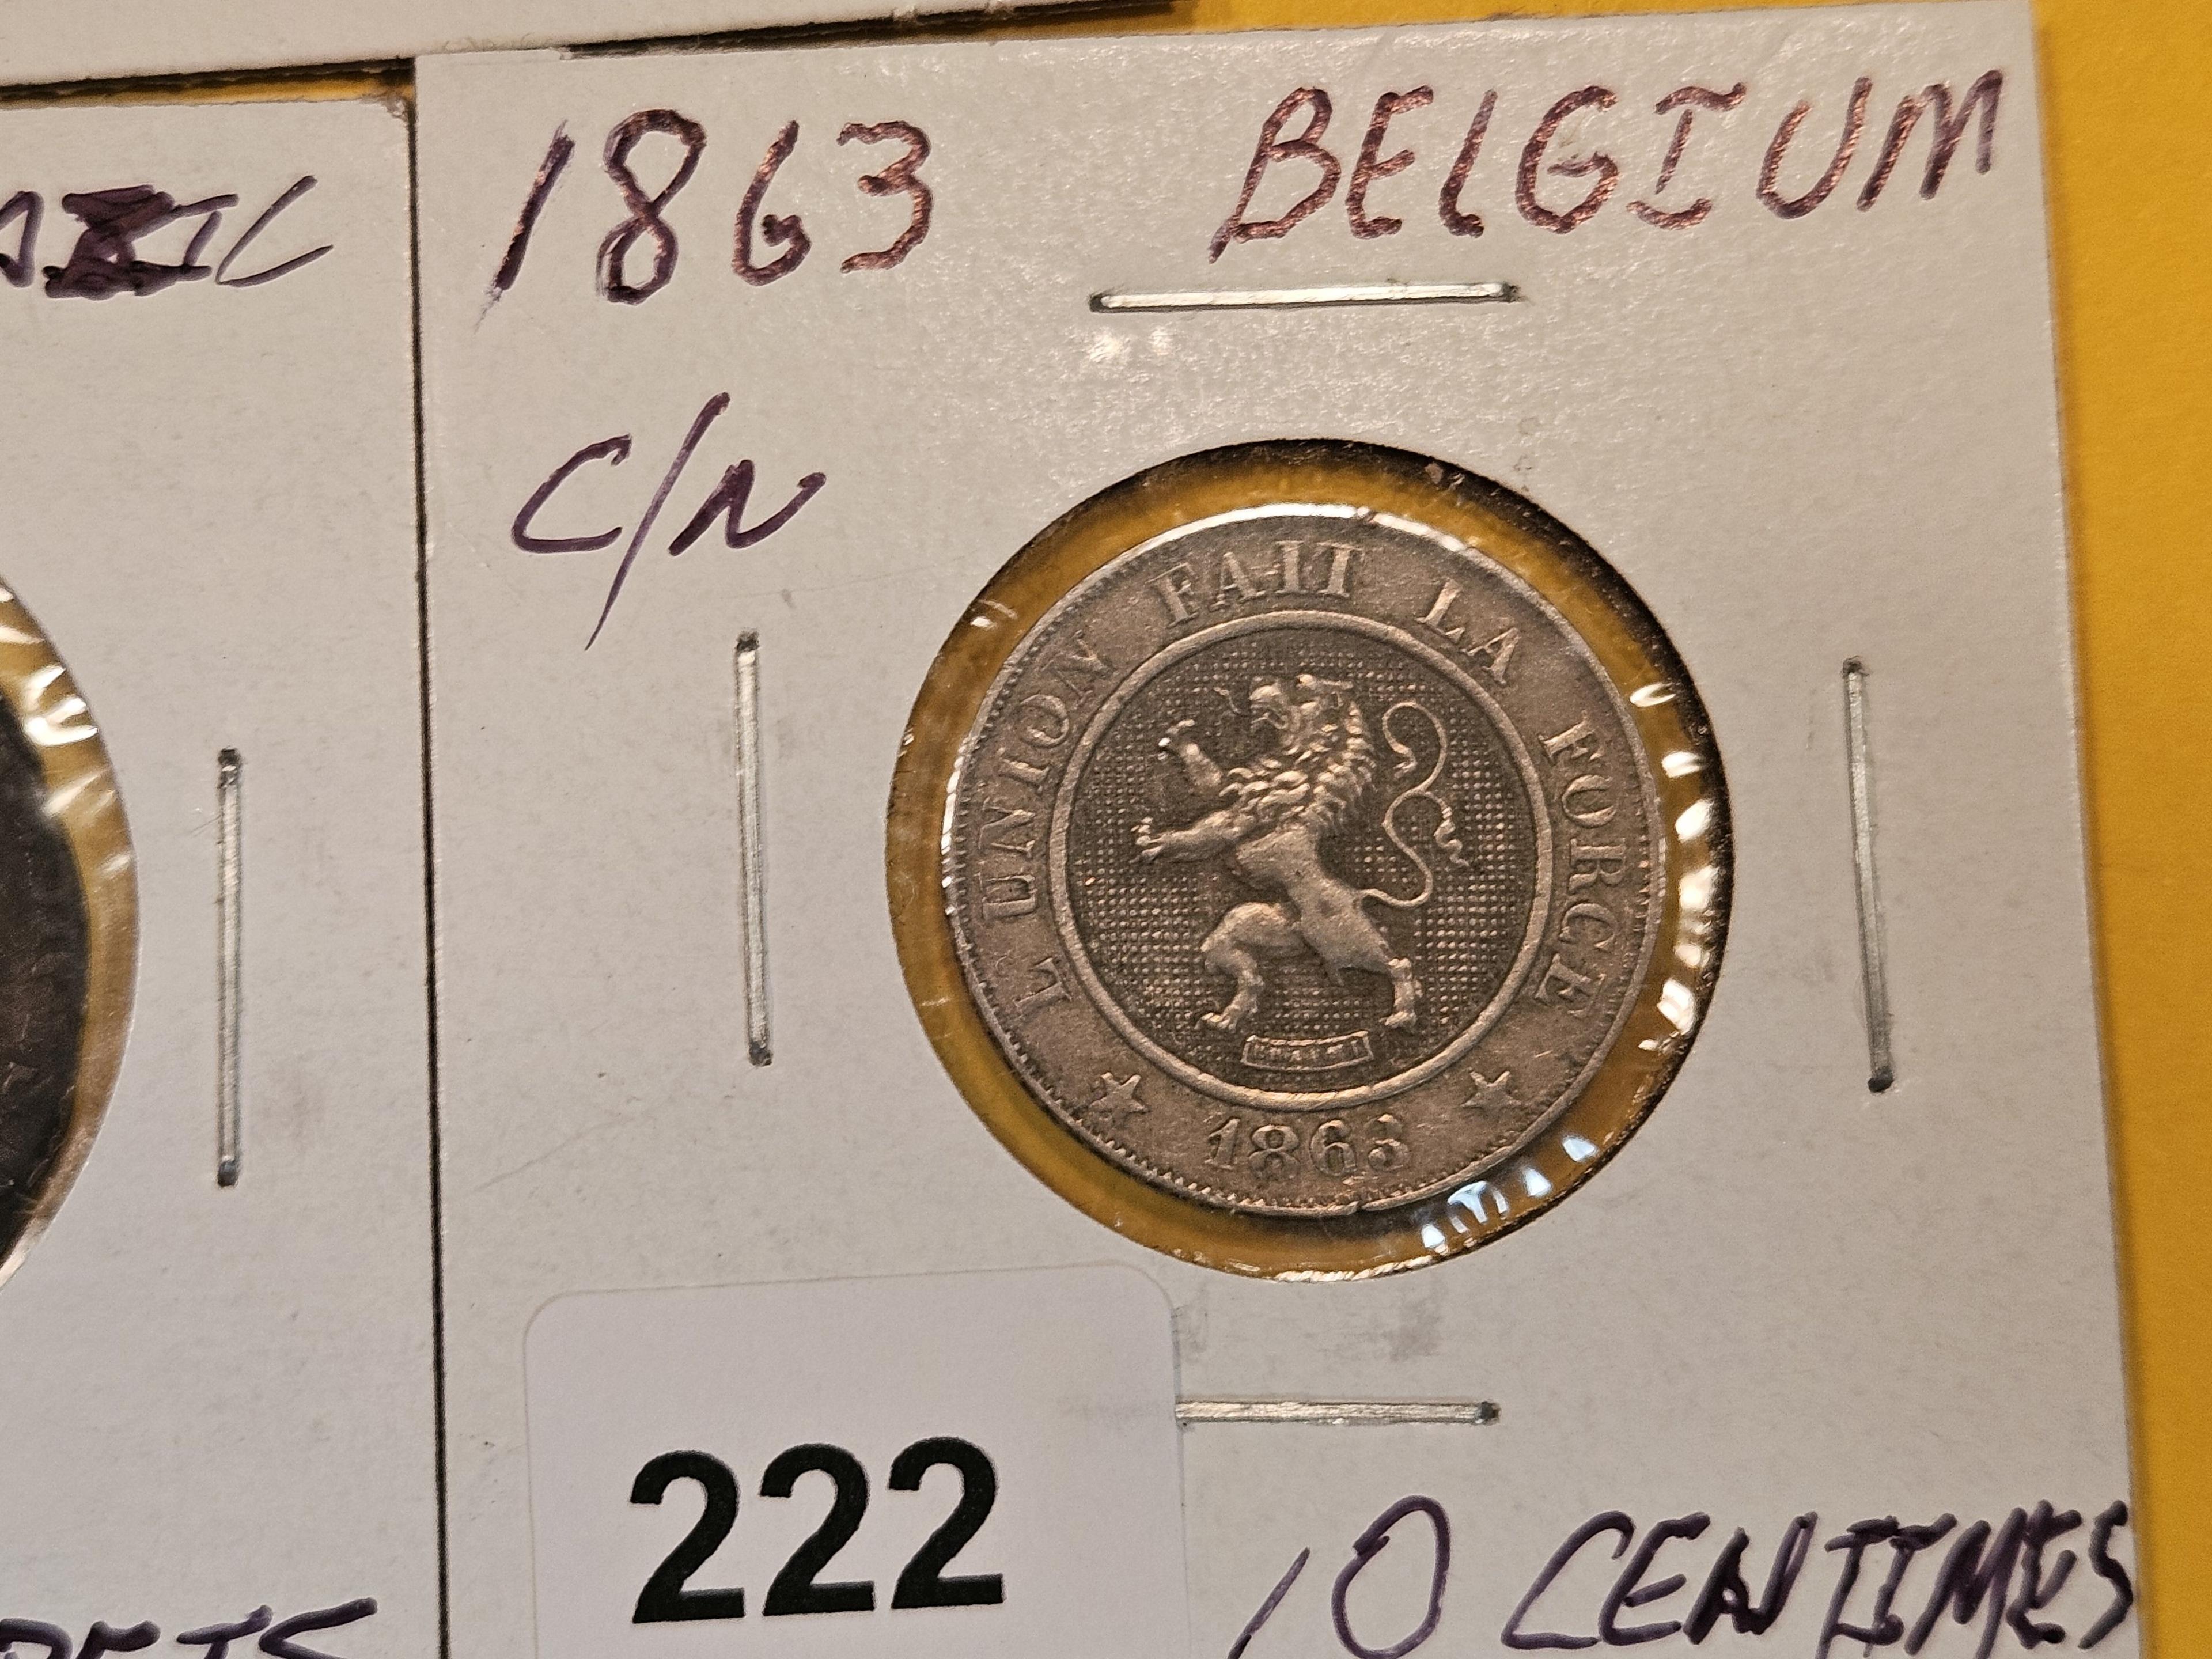 1863 BELGIUM
C/N
L'UNION FAIT LA FORCE
1863
222
10 CENTIMES